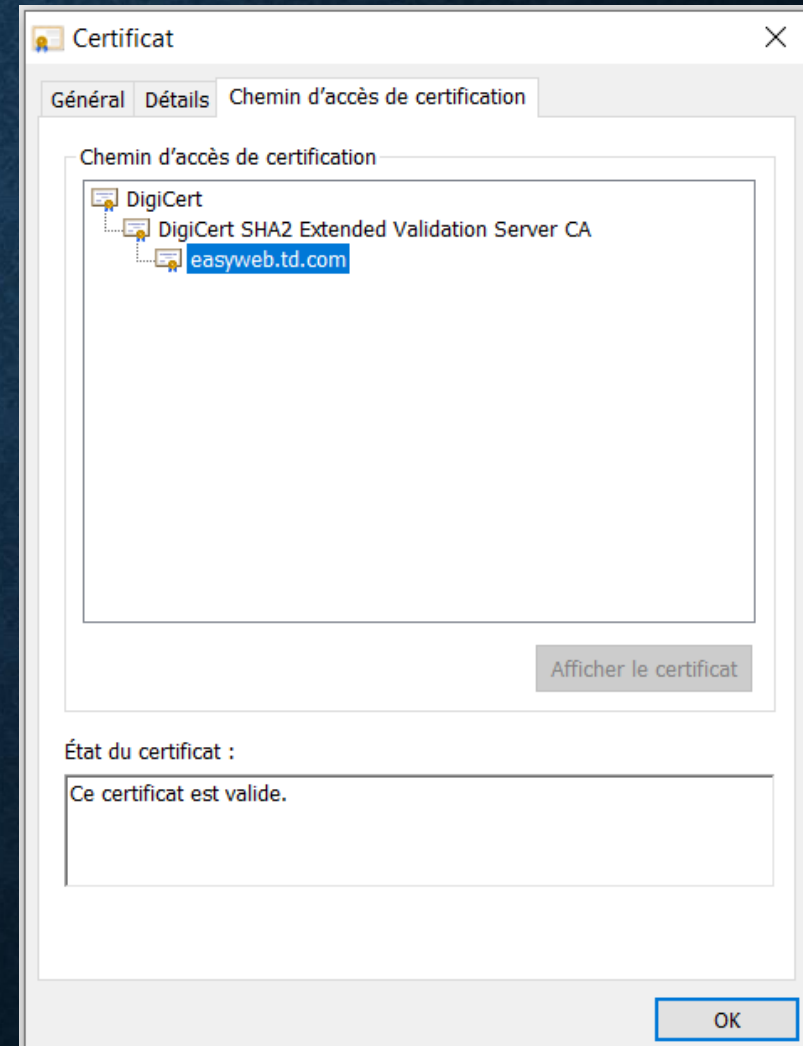 Certificat
Général Détails Chemin d’accès de certification
Chemin d’accès de certification
DigiCert
DigiCert SHA2 Extended Validation Server CA
easyweb.td.com
Afficher le certificat
État du certificat :
Ce certificat est valide.
OK